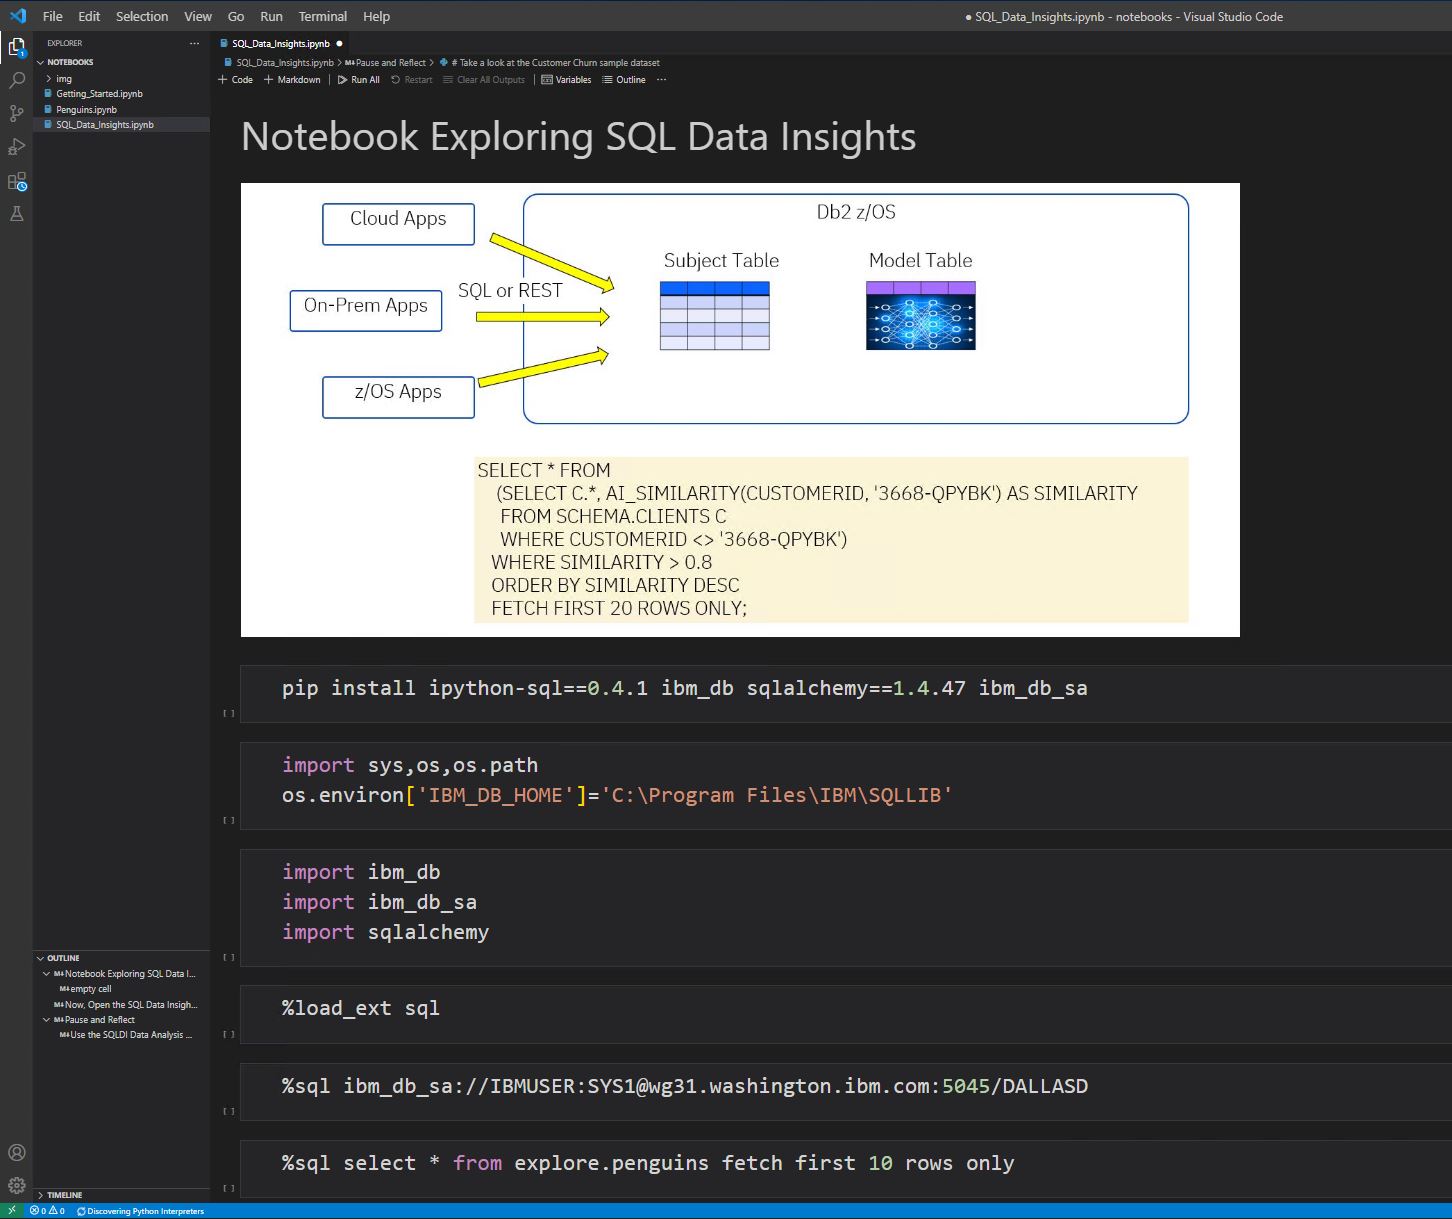 File Edit Selection View Go Run Terminal Help
● SQL_Data_Insights.ipynb - notebooks - Visual Studio Code
EXPLORER ···
SQL_Data_Insights.ipynb ●
NOTEBOOKS
img
Getting_Started.ipynb
Penguins.ipynb
SQL_Data_Insights.ipynb
SQL_Data_Insights.ipynb > M↓Pause and Reflect > # Take a look at the Customer Churn sample dataset
+ Code + Markdown | Run All Restart Clear All Outputs | Variables Outline ···
Notebook Exploring SQL Data Insights
Cloud Apps
On-Prem Apps
z/OS Apps
SQL or REST
Db2 z/OS
Subject Table
Model Table
SELECT * FROM
(SELECT C.*, AI_SIMILARITY(CUSTOMERID, '3668-QPYBK') AS SIMILARITY
FROM SCHEMA.CLIENTS C
WHERE CUSTOMERID <> '3668-QPYBK')
WHERE SIMILARITY > 0.8
ORDER BY SIMILARITY DESC
FETCH FIRST 20 ROWS ONLY;
pip install ipython-sql==0.4.1 ibm_db sqlalchemy==1.4.47 ibm_db_sa
[ ]
import sys,os,os.path
os.environ['IBM_DB_HOME']='C:\Program Files\IBM\SQLLIB'
[ ]
import ibm_db
import ibm_db_sa
import sqlalchemy
[ ]
%load_ext sql
[ ]
%sql ibm_db_sa://IBMUSER:SYS1@wg31.washington.ibm.com:5045/DALLASD
[ ]
%sql select * from explore.penguins fetch first 10 rows only
[ ]
OUTLINE
M↓Notebook Exploring SQL Data I...
M↓empty cell
M↓Now, Open the SQL Data Insigh...
M↓Pause and Reflect
M↓Use the SQLDI Data Analysis ...
TIMELINE
0 0 Discovering Python Interpreters